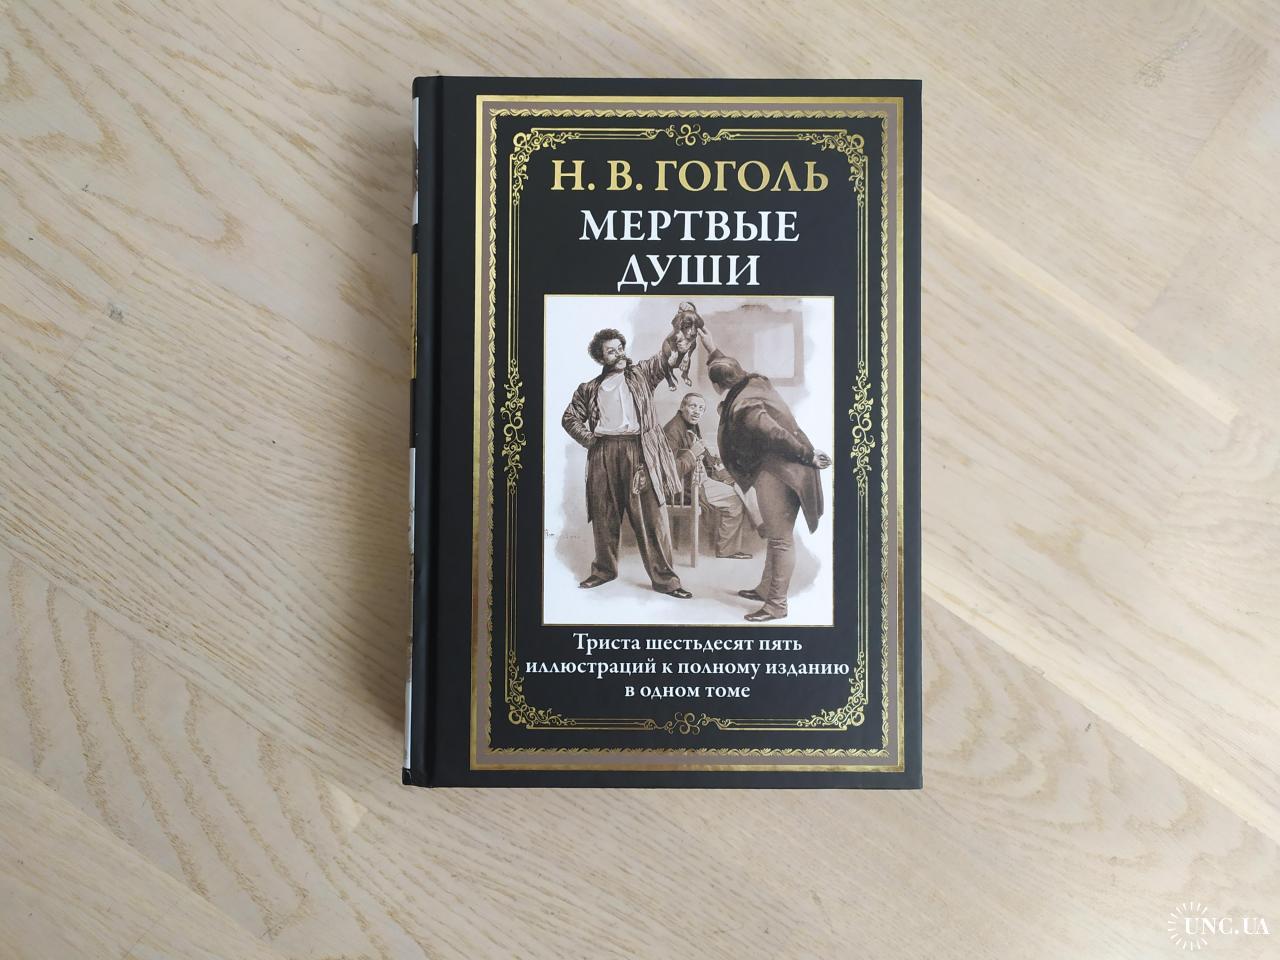 Н. В. ГОГОЛЬ
МЕРТВЫЕ
ДУШИ
Триста шестьдесят пять
иллюстраций к полному изданию
в одном томе
UNC.UA